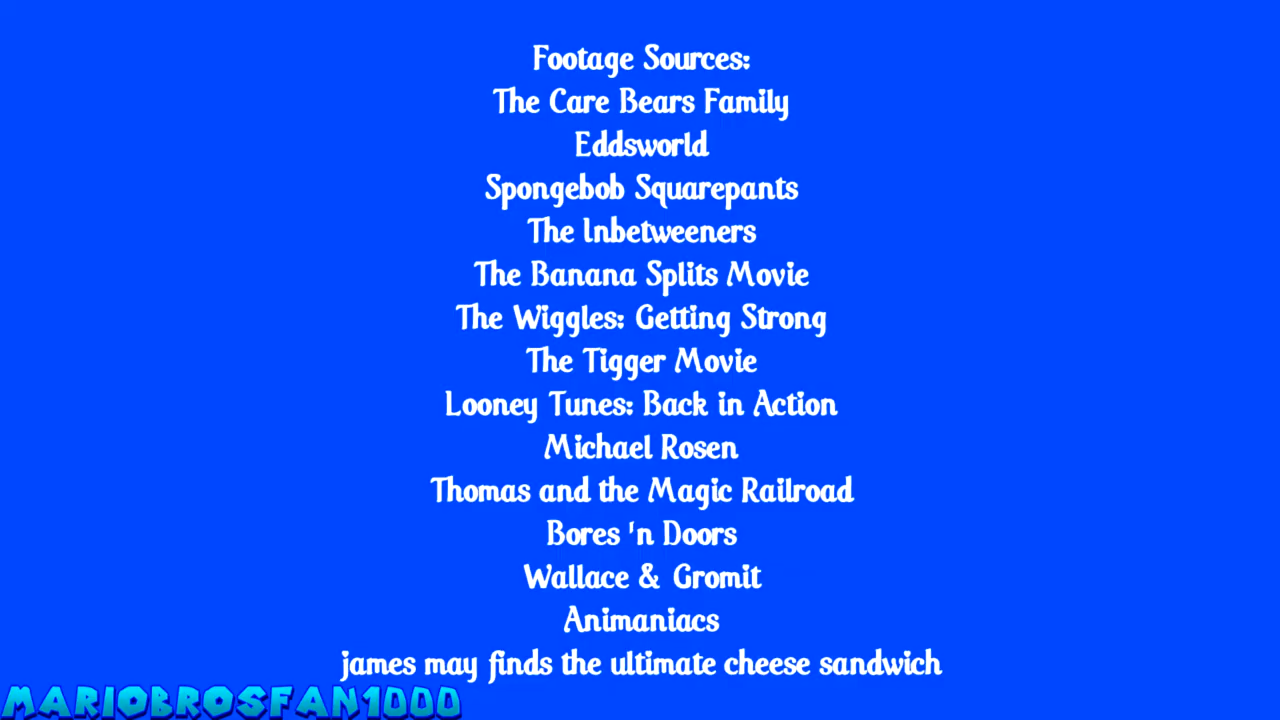 Footage Sources:
The Care Bears Family
Eddsworld
Spongebob Squarepants
The Inbetweeners
The Banana Splits Movie
The Wiggles: Getting Strong
The Tigger Movie
Looney Tunes: Back in Action
Michael Rosen
Thomas and the Magic Railroad
Bores 'n Doors
Wallace & Gromit
Animaniacs
james may finds the ultimate cheese sandwich
MARIOBROSFAN1000